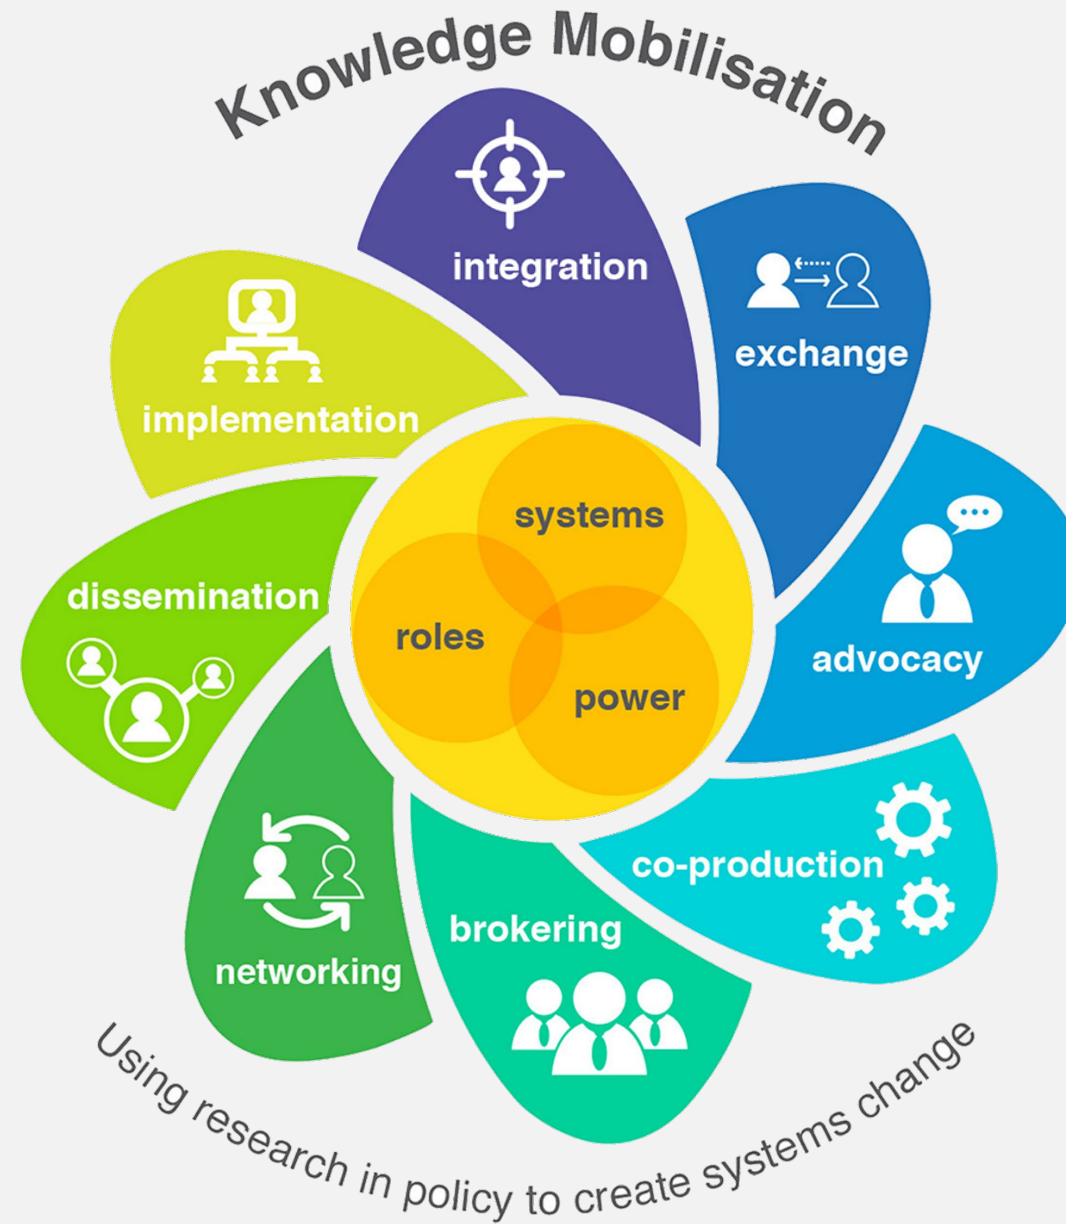 Knowledge Mobilisation
integration
exchange
implementation
systems
dissemination
roles
advocacy
power
co-production
brokering
networking
Using research in policy to create systems change